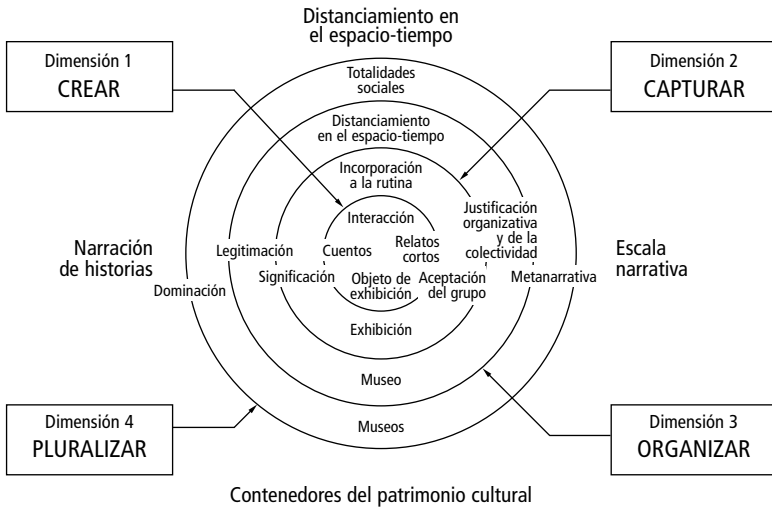 Distanciamiento en
el espacio-tiempo
Dimensión 1
CREAR
Dimensión 2
CAPTURAR
Totalidades
sociales
Distanciamiento
en el espacio-tiempo
Incorporación
a la rutina
Interacción
Narración
de historias
Dominación
Legitimación
Significación
Cuentos
Relatos
cortos
Objeto de
exhibición
Aceptación
del grupo
Justificación
organizativa
y de la
colectividad
Metanarrativa
Escala
narrativa
Exhibición
Museo
Museos
Dimensión 4
PLURALIZAR
Dimensión 3
ORGANIZAR
Contenedores del patrimonio cultural